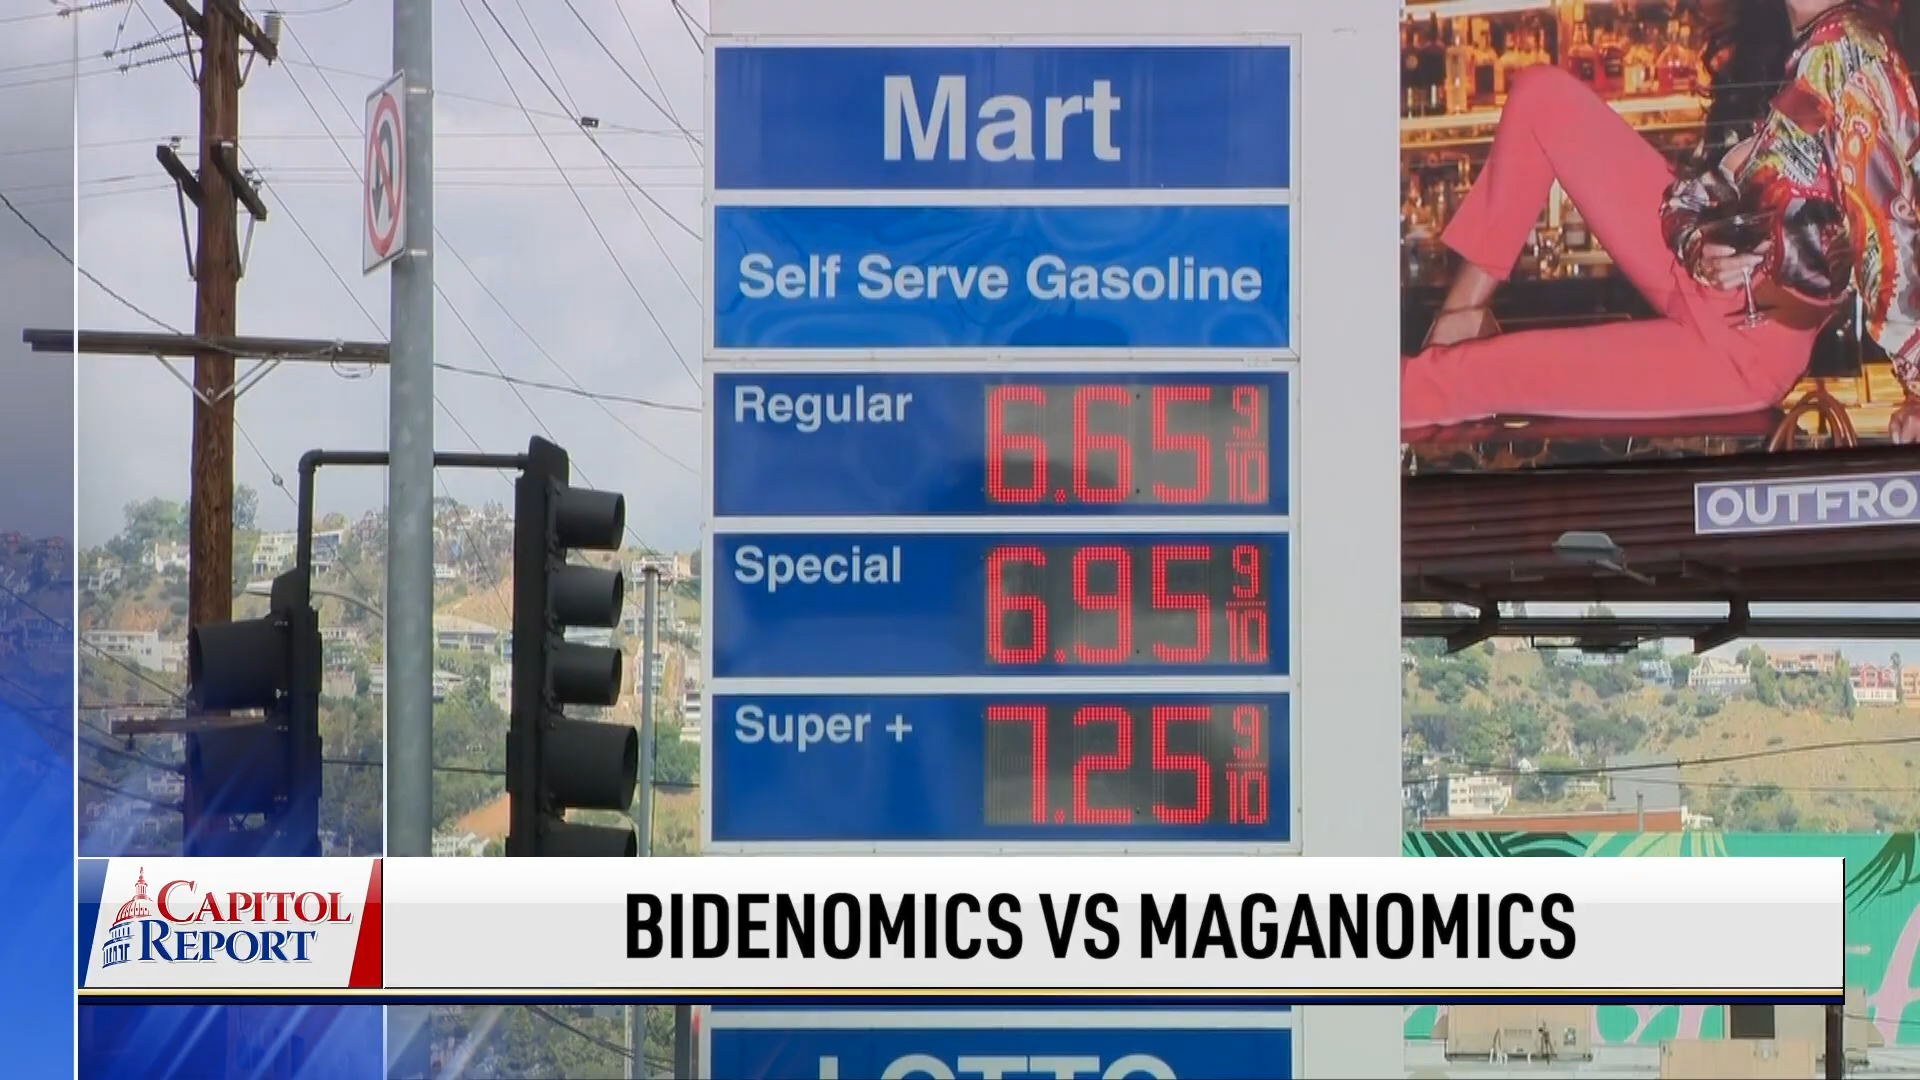 Mart
Self Serve Gasoline
Regular 6.65 9/10
Special 6.95 9/10
Super + 7.25 9/10
OUTFRO
CAPITOL
REPORT
BIDENOMICS VS MAGANOMICS
LOTTO